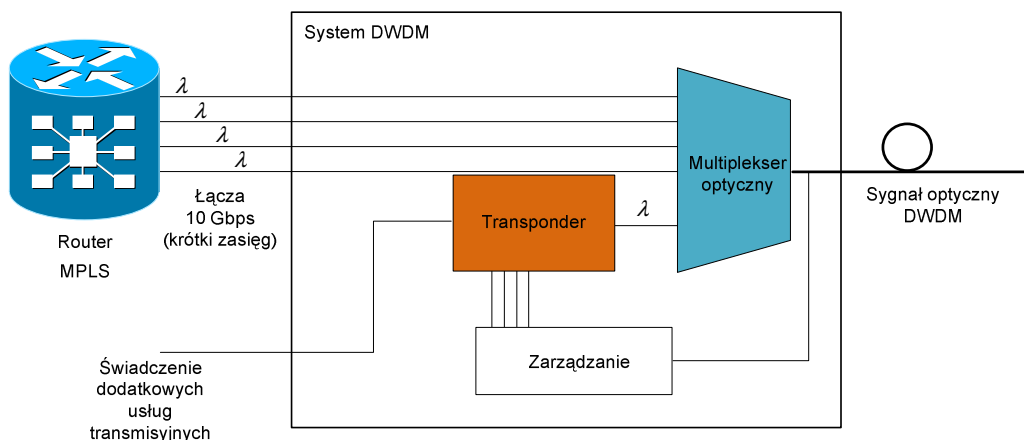 System DWDM
λ
λ
λ
λ
Łącza
10 Gbps
(krótki zasięg)
Router
MPLS
Multiplekser
optyczny
Sygnał optyczny
DWDM
Transponder
λ
Zarządzanie
Świadczenie
dodatkowych
usług
transmisyjnych